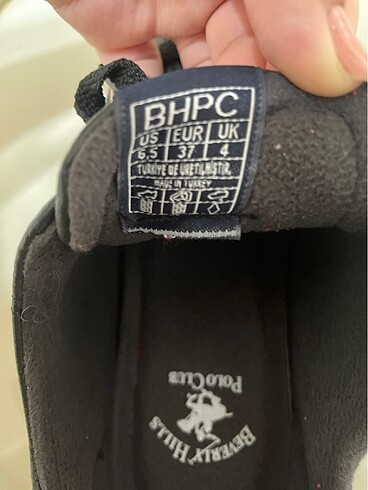 BHPC
US EUR UK
6,5 37 4
TÜRKİYE DE ÜRETİLMİŞTİR.
MADE IN TURKEY
BEVERLY HILLS
POLO CLUB